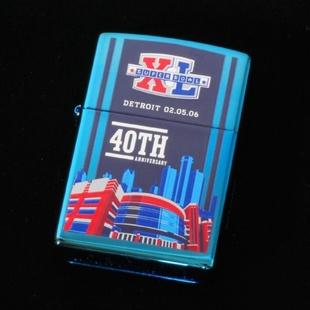 XL
SUPER BOWL
DETROIT 02.05.06
40TH
ANNIVERSARY